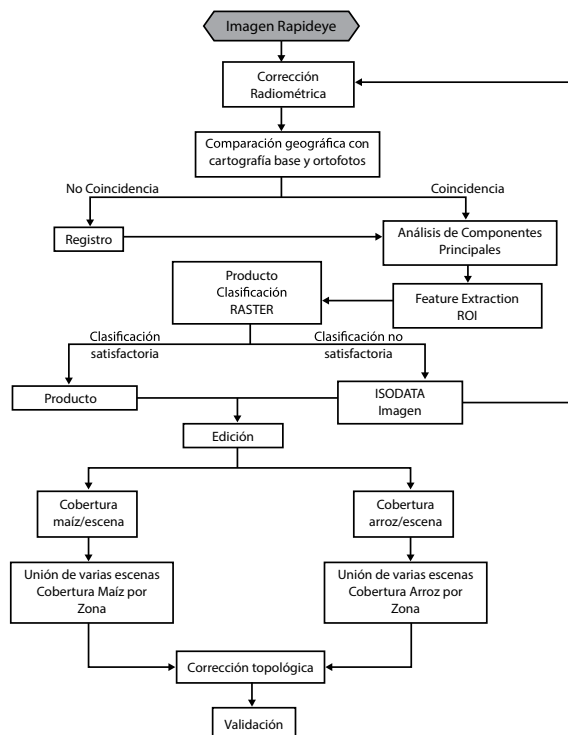 Imagen Rapideye
Corrección
Radiométrica
Comparación geográfica con
cartografía base y ortofotos
No Coincidencia
Coincidencia
Registro
Análisis de Componentes
Principales
Producto
Clasificación
RASTER
Feature Extraction
ROI
Clasificación
satisfactoria
Clasificación no
satisfactoria
Producto
ISODATA
Imagen
Edición
Cobertura
maíz/escena
Cobertura
arroz/escena
Unión de varias escenas
Cobertura Maíz por
Zona
Unión de varias escenas
Cobertura Arroz por
Zona
Corrección topológica
Validación